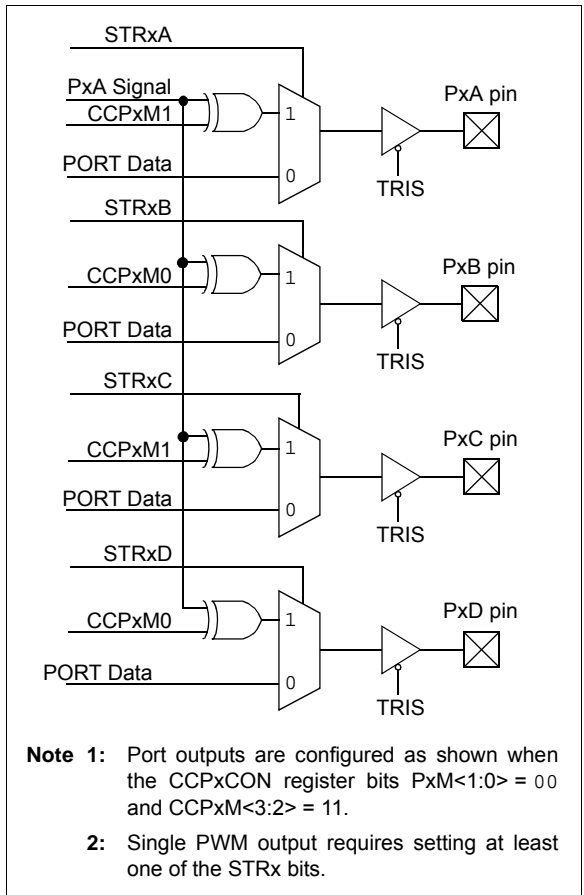 STRxA
PxA Signal
CCPxM1
1
PxA pin
PORT Data
0
TRIS
STRxB
CCPxM0
1
PxB pin
PORT Data
0
TRIS
STRxC
CCPxM1
1
PxC pin
PORT Data
0
TRIS
STRxD
CCPxM0
1
PxD pin
PORT Data
0
TRIS
Note 1: Port outputs are configured as shown when
the CCPxCON register bits PxM<1:0> = 00
and CCPxM<3:2> = 11.
2: Single PWM output requires setting at least
one of the STRx bits.